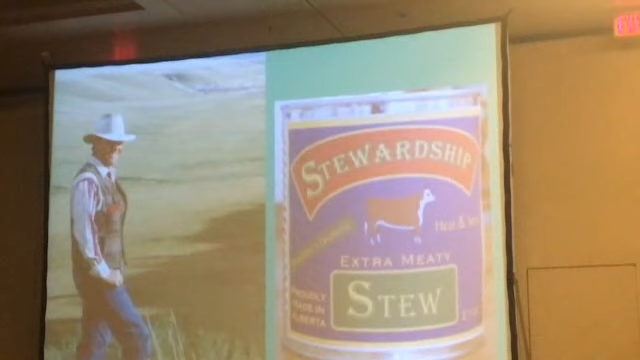 STEWARDSHIP
EXTRA MEATY
STEW
PROUDLY
MADE IN
ALBERTA